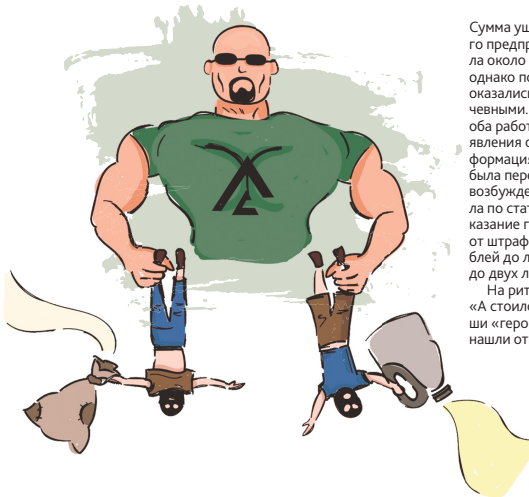 Сумма ущ
го предпр
ла около
однако по
оказались
чевными.
оба работ
явления о
формация
была пере
возбужде
ла по стат
казание п
от штраф
блей до л
до двух л
На рит
«А стоило
ши «геро
нашли от